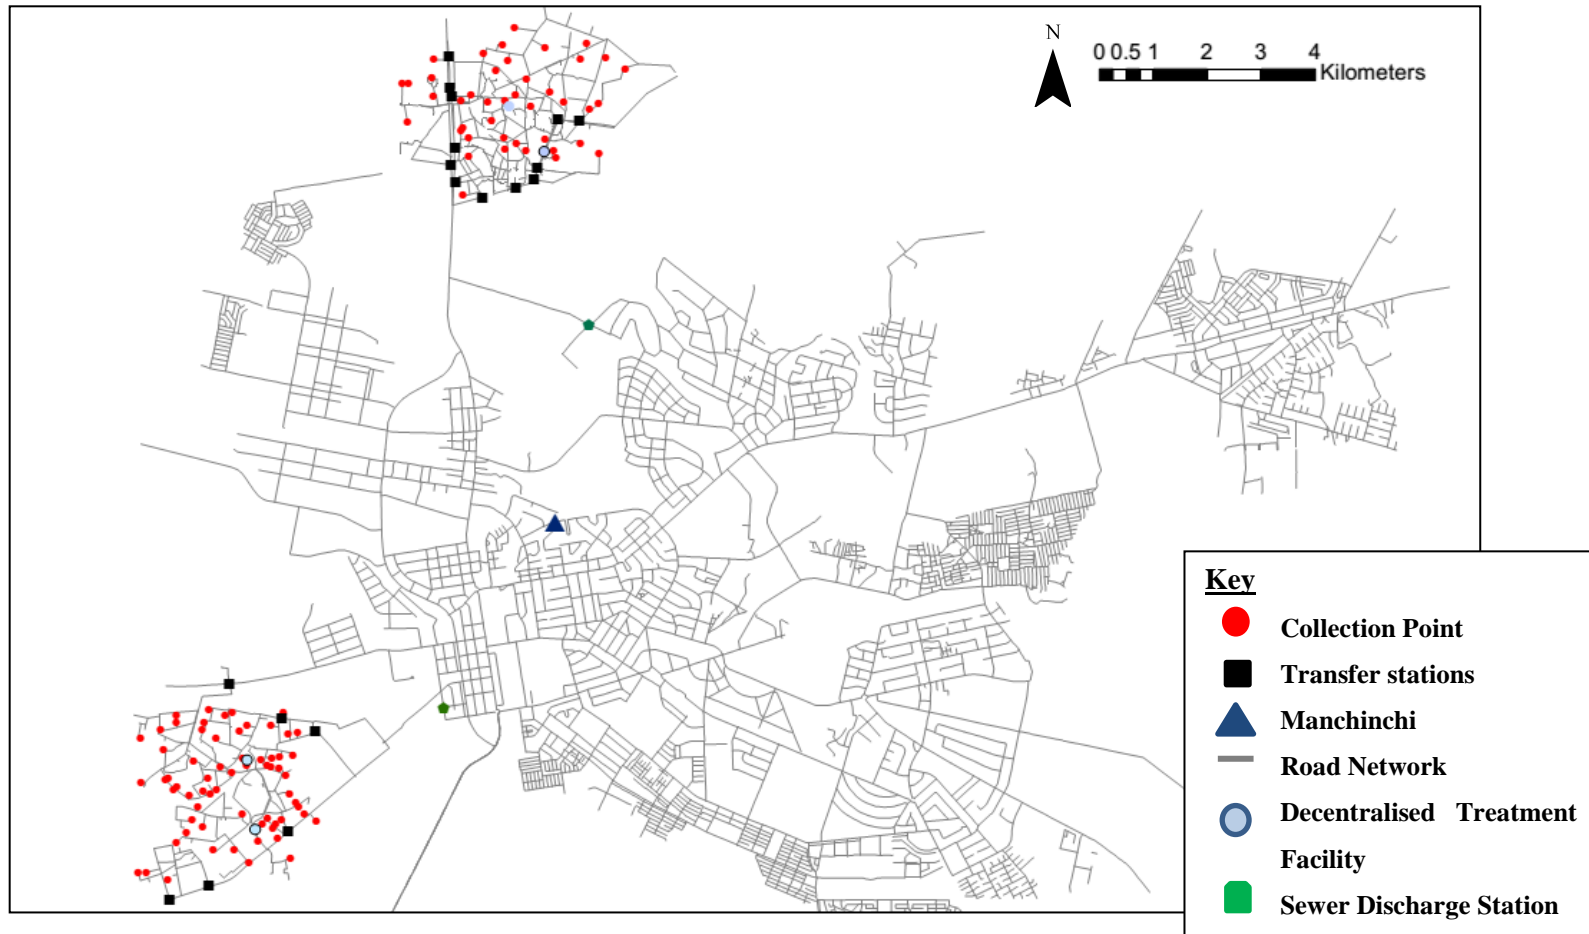 N
0 0.5 1 2 3 4
Kilometers
Key
Collection Point
Transfer stations
Manchinchi
Road Network
Decentralised Treatment
Facility
Sewer Discharge Station